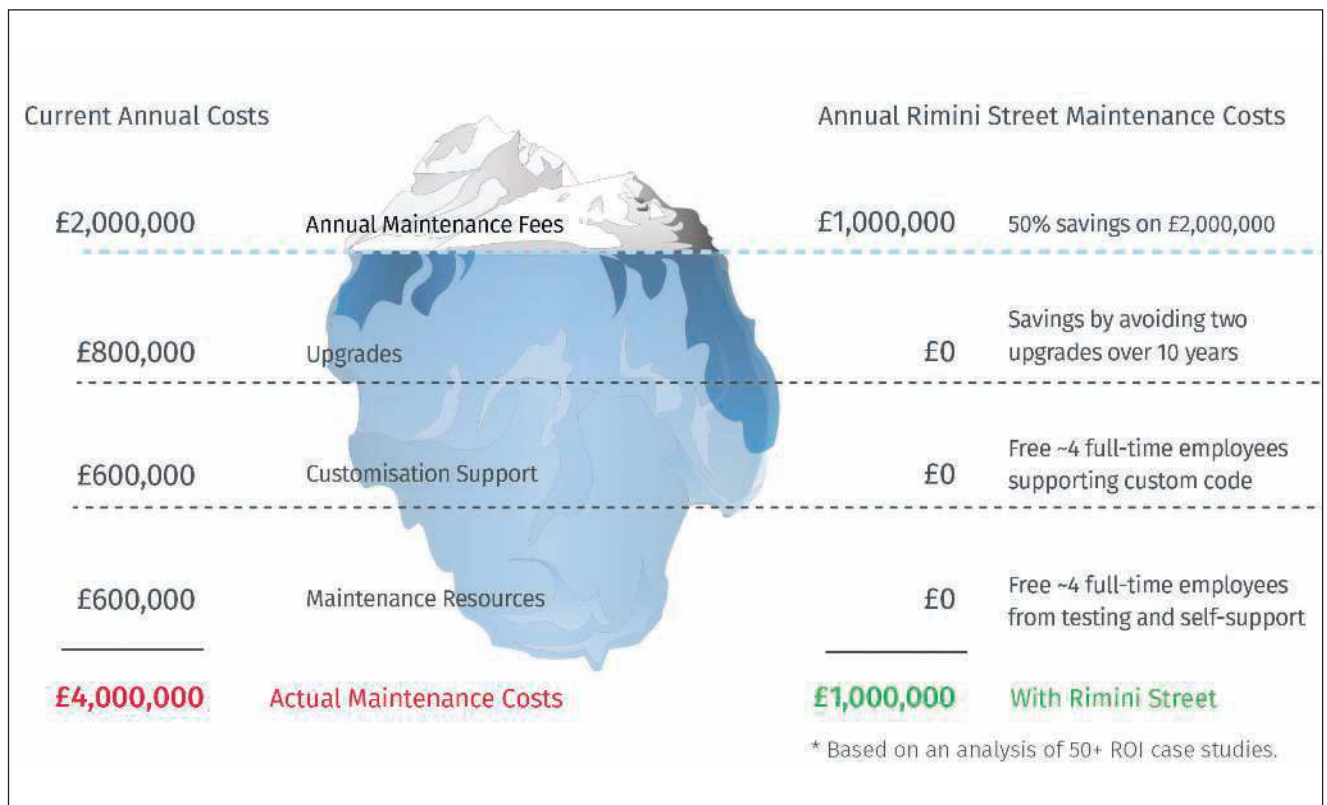 Current Annual Costs
Annual Rimini Street Maintenance Costs
£2,000,000
Annual Maintenance Fees
£1,000,000
50% savings on £2,000,000
£800,000
Upgrades
£0
Savings by avoiding two
upgrades over 10 years
£600,000
Customisation Support
£0
Free ~4 full-time employees
supporting custom code
£600,000
Maintenance Resources
£0
Free ~4 full-time employees
from testing and self-support
£4,000,000
Actual Maintenance Costs
£1,000,000
With Rimini Street
* Based on an analysis of 50+ ROI case studies.